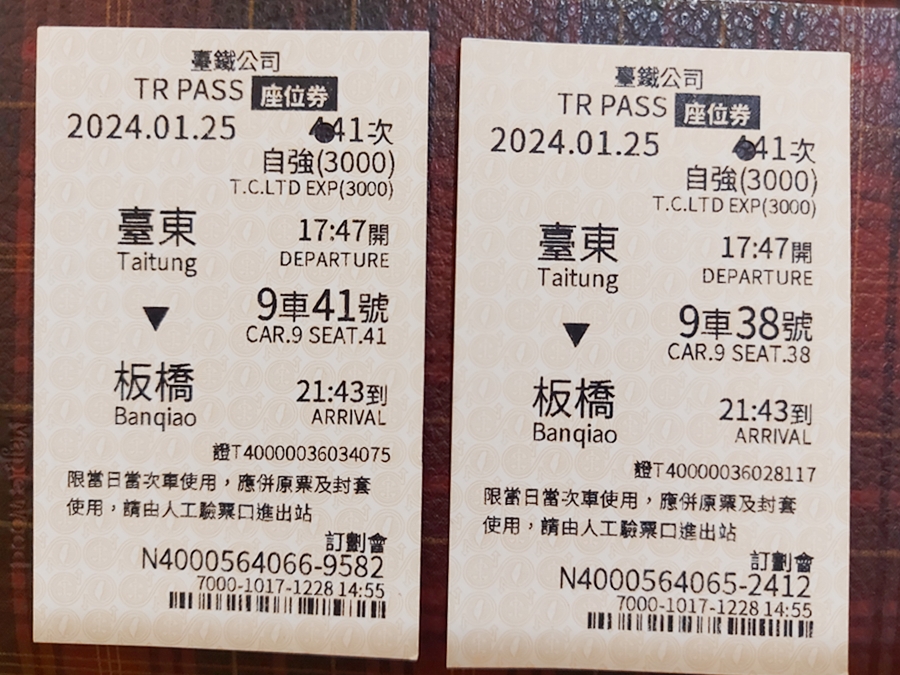 臺鐵公司
TR PASS 座位券
2024.01.25 441次
自強(3000)
T.C.LTD EXP(3000)
臺東 17:47開
Taitung DEPARTURE
▼ 9車41號
CAR.9 SEAT.41
板橋 21:43到
Banqiao ARRIVAL
證T40000036034075
限當日當次車使用，應併原票及封套
使用，請由人工驗票口進出站
訂劃會
N4000564066-9582
7000-1017-1228 14:55
臺鐵公司
TR PASS 座位券
2024.01.25 441次
自強(3000)
T.C.LTD EXP(3000)
臺東 17:47開
Taitung DEPARTURE
▼ 9車38號
CAR.9 SEAT.38
板橋 21:43到
Banqiao ARRIVAL
證T40000036028117
限當日當次車使用，應併原票及封套
使用，請由人工驗票口進出站
訂劃會
N4000564065-2412
7000-1017-1228 14:55